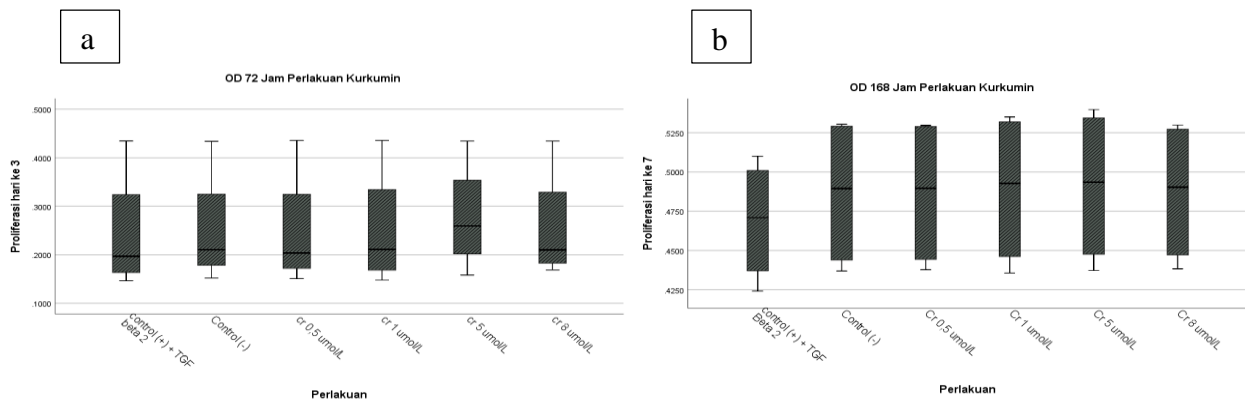 a
OD 72 Jam Perlakuan Kurkumin
.5000
.4000
.3000
.2000
.1000
Proliferasi hari ke 3
control (+) + TGF
beta 2
Control (-)
cr 0.5 umol/L
cr 1 umol/L
cr 5 umol/L
cr 8 umol/L
Perlakuan
b
OD 168 Jam Perlakuan Kurkumin
.5250
.5000
.4750
.4500
.4250
Proliferasi hari ke 7
control (+) + TGF
Beta 2
Control (-)
Cr 0.5 umol/L
Cr 1 umol/L
Cr 5 umol/L
Cr 8 umol/L
Perlakuan